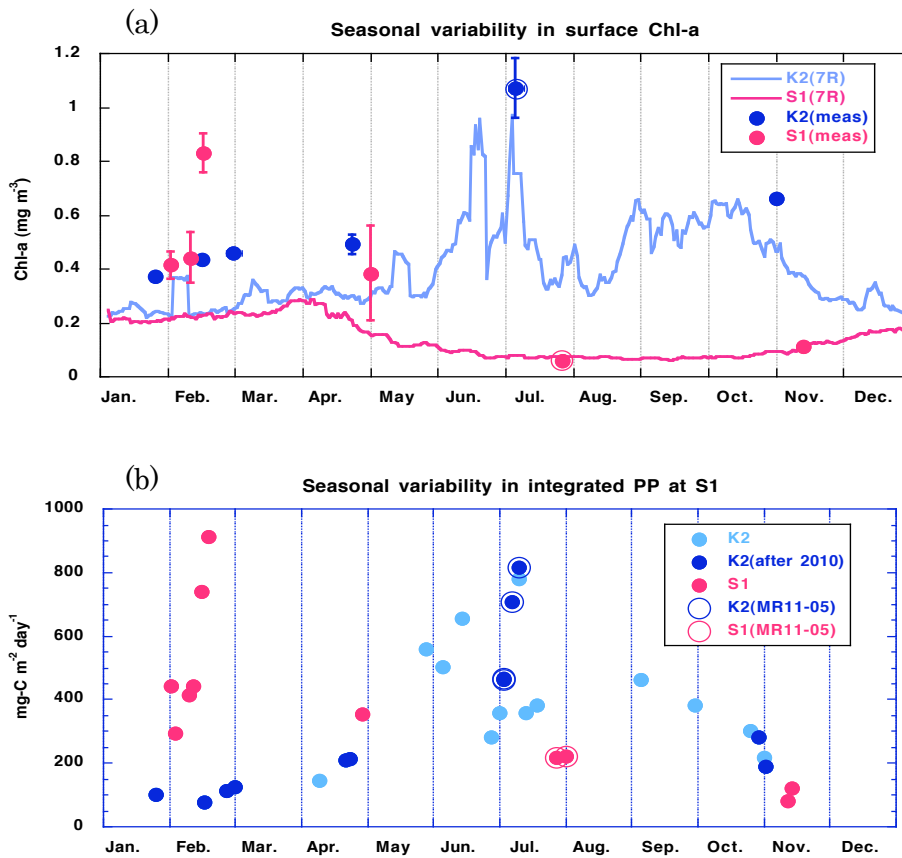 (a)
Seasonal variability in surface Chl-a
1.2
1
0.8
0.6
0.4
0.2
0
Chl-a (mg m⁻³)
K2(7R)
S1(7R)
K2(meas)
S1(meas)
Jan. Feb. Mar. Apr. May Jun. Jul. Aug. Sep. Oct. Nov. Dec.
(b)
Seasonal variability in integrated PP at S1
1000
800
600
400
200
0
mg-C m⁻² day⁻¹
K2
K2(after 2010)
S1
K2(MR11-05)
S1(MR11-05)
Jan. Feb. Mar. Apr. May Jun. Jul. Aug. Sep. Oct. Nov. Dec.